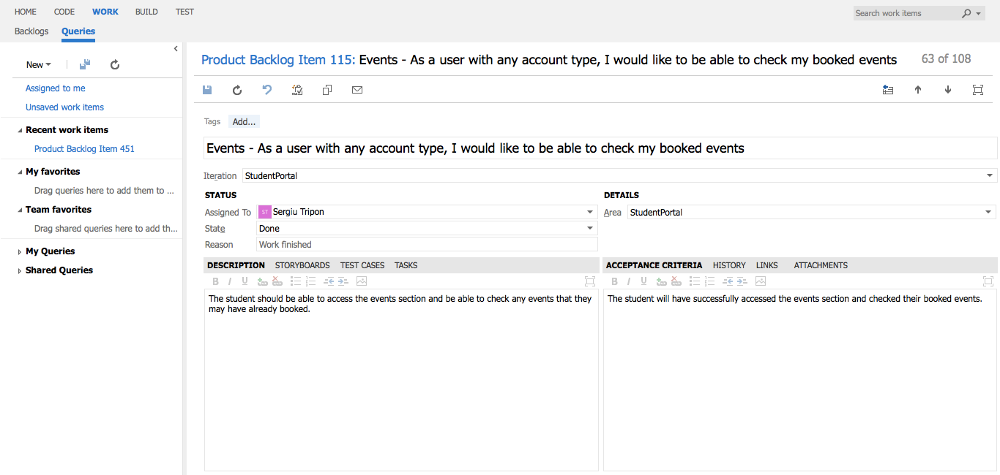 HOME CODE WORK BUILD TEST
Search work items
Backlogs Queries
New
Assigned to me
Unsaved work items
Recent work items
Product Backlog Item 451
My favorites
Drag queries here to add them to ...
Team favorites
Drag shared queries here to add th...
My Queries
Shared Queries
Product Backlog Item 115: Events - As a user with any account type, I would like to be able to check my booked events
63 of 108
Tags Add...
Events - As a user with any account type, I would like to be able to check my booked events
Iteration StudentPortal
STATUS
Assigned To ST Sergiu Tripon
State Done
Reason Work finished
DETAILS
Area StudentPortal
DESCRIPTION STORYBOARDS TEST CASES TASKS
B I U
The student should be able to access the events section and be able to check any events that they
may have already booked.
ACCEPTANCE CRITERIA HISTORY LINKS ATTACHMENTS
B I U
The student will have successfully accessed the events section and checked their booked events.